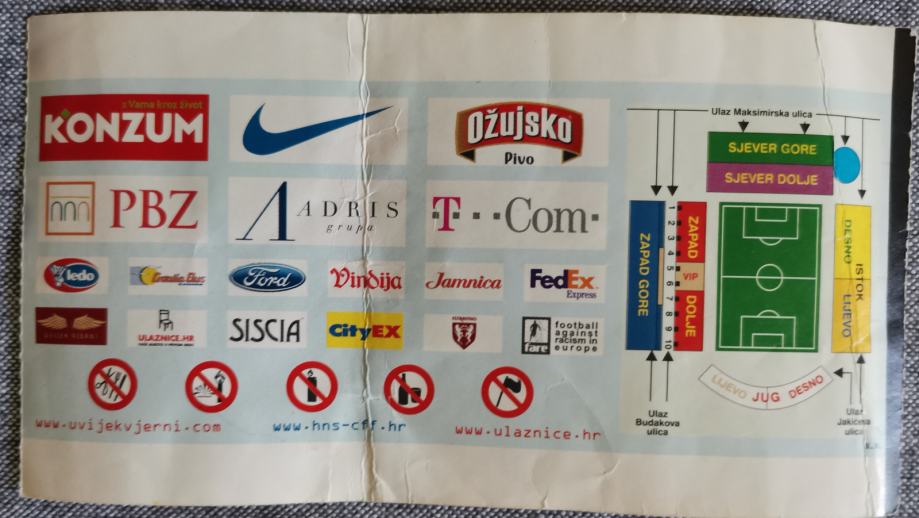 z Vama kroz život
KONZUM
Ožujsko
Pivo
PBZ
ADRIS
grupa
T · · · Com ·
ledo
Ford
Vindija
Jamnica
FedEx
Express
UVIJEK VJERNI
ULAZNICE.HR
SISCIA
CityEX
fare
football
against
racism in
europe
www.uvijekvjerni.com
www.hns-cff.hr
www.ulaznice.hr
Ulaz Maksimirska ulica
SJEVER GORE
SJEVER DOLJE
ZAPAD GORE
1 2 3 4 5 6 7 8 9 10
ZAPAD
VIP
DOLJE
DESNO
ISTOK
LIJEVO
LIJEVO JUG DESNO
Ulaz
Budakova
ulica
Ulaz
Jakićeva
ulica